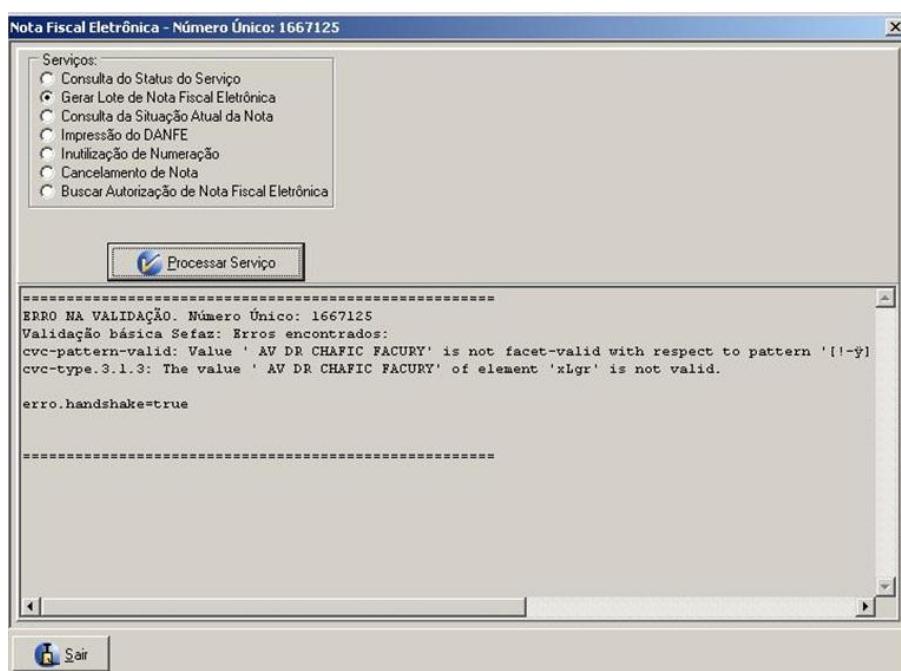 Nota Fiscal Eletrônica - Número Único: 1667125
Serviços:
Consulta do Status do Serviço
Gerar Lote de Nota Fiscal Eletrônica
Consulta da Situação Atual da Nota
Impressão do DANFE
Inutilização de Numeração
Cancelamento de Nota
Buscar Autorização de Nota Fiscal Eletrônica
Processar Serviço
======================================================
ERRO NA VALIDAÇÃO. Número Único: 1667125
Validação básica Sefaz: Erros encontrados:
cvc-pattern-valid: Value ' AV DR CHAFIC FACURY' is not facet-valid with respect to pattern '[!-ÿ]
cvc-type.3.1.3: The value ' AV DR CHAFIC FACURY' of element 'xLgr' is not valid.
erro.handshake=true
======================================================
Sair